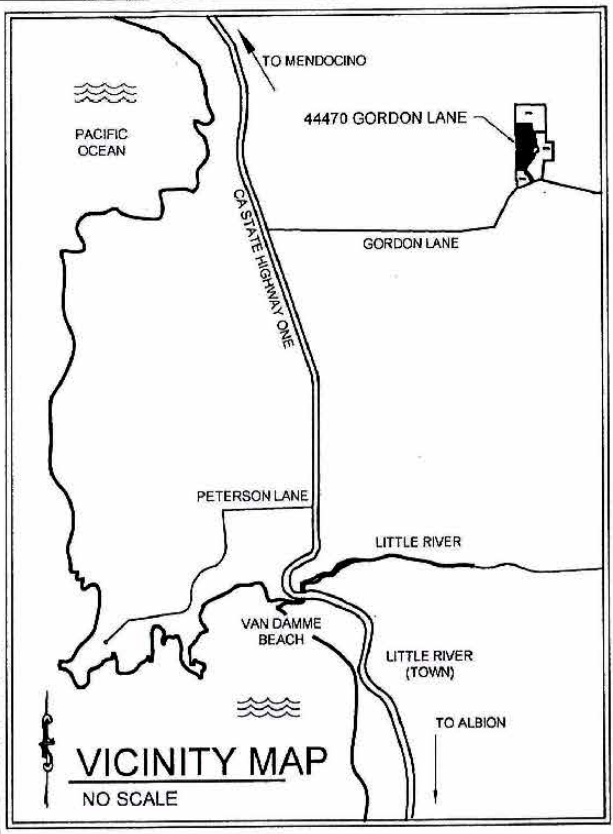 TO MENDOCINO
44470 GORDON LANE
PACIFIC
OCEAN
CA STATE HIGHWAY ONE
GORDON LANE
PETERSON LANE
LITTLE RIVER
VAN DAMME
BEACH
LITTLE RIVER
(TOWN)
TO ALBION
VICINITY MAP
NO SCALE